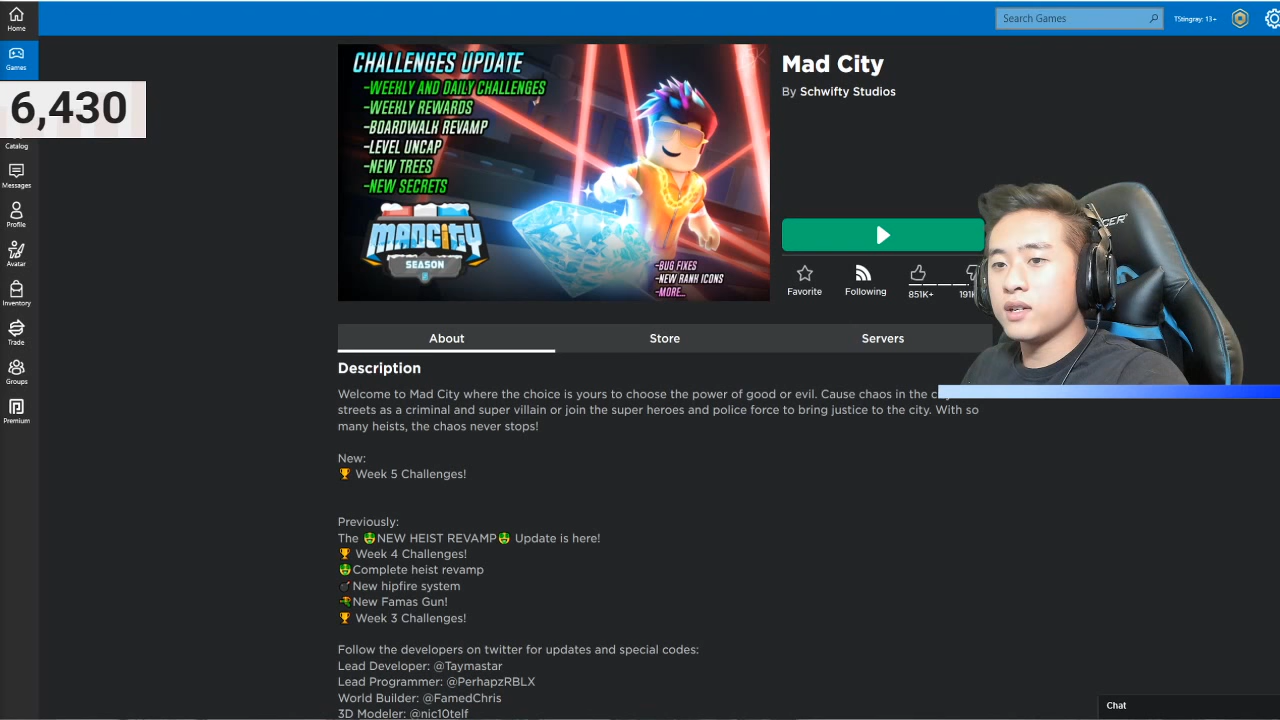 Home
Search Games
TStingray: 13+
Games
6,430
Catalog
Messages
Profile
Avatar
Inventory
Trade
Groups
Premium
CHALLENGES UPDATE
-WEEKLY AND DAILY CHALLENGES
-WEEKLY REWARDS
-BOARDWALK REVAMP
-LEVEL UNCAP
-NEW TREES
-NEW SECRETS
MADCITY
SEASON
-BUG FIXES
-NEW RANK ICONS
-MORE...
Mad City
By Schwifty Studios
Favorite
Following
851K+
191K
About
Store
Servers
Description
Welcome to Mad City where the choice is yours to choose the power of good or evil. Cause chaos in the
streets as a criminal and super villain or join the super heroes and police force to bring justice to the city. With so
many heists, the chaos never stops!
New:
🏆 Week 5 Challenges!
Previously:
The 🤑NEW HEIST REVAMP🤑 Update is here!
🏆 Week 4 Challenges!
🤑Complete heist revamp
💣New hipfire system
🔫New Famas Gun!
🏆 Week 3 Challenges!
Follow the developers on twitter for updates and special codes:
Lead Developer: @Taymastar
Lead Programmer: @PerhapzRBLX
World Builder: @FamedChris
3D Modeler: @nic10telf
Chat